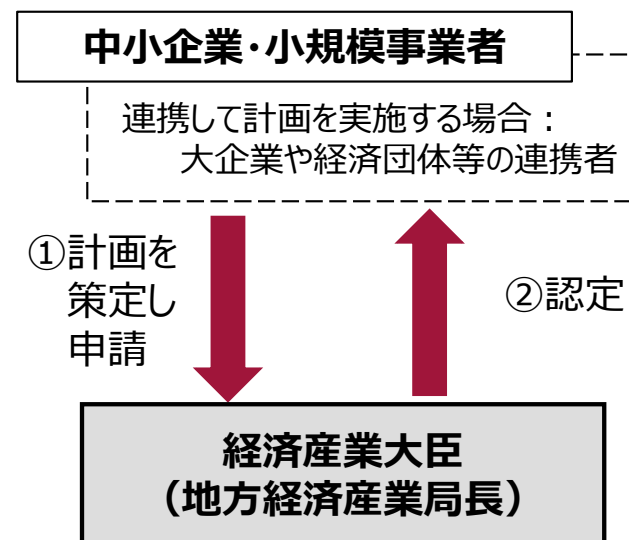 中小企業・小規模事業者
連携して計画を実施する場合：
大企業や経済団体等の連携者
①計画を
策定し
申請
②認定
経済産業大臣
（地方経済産業局長）